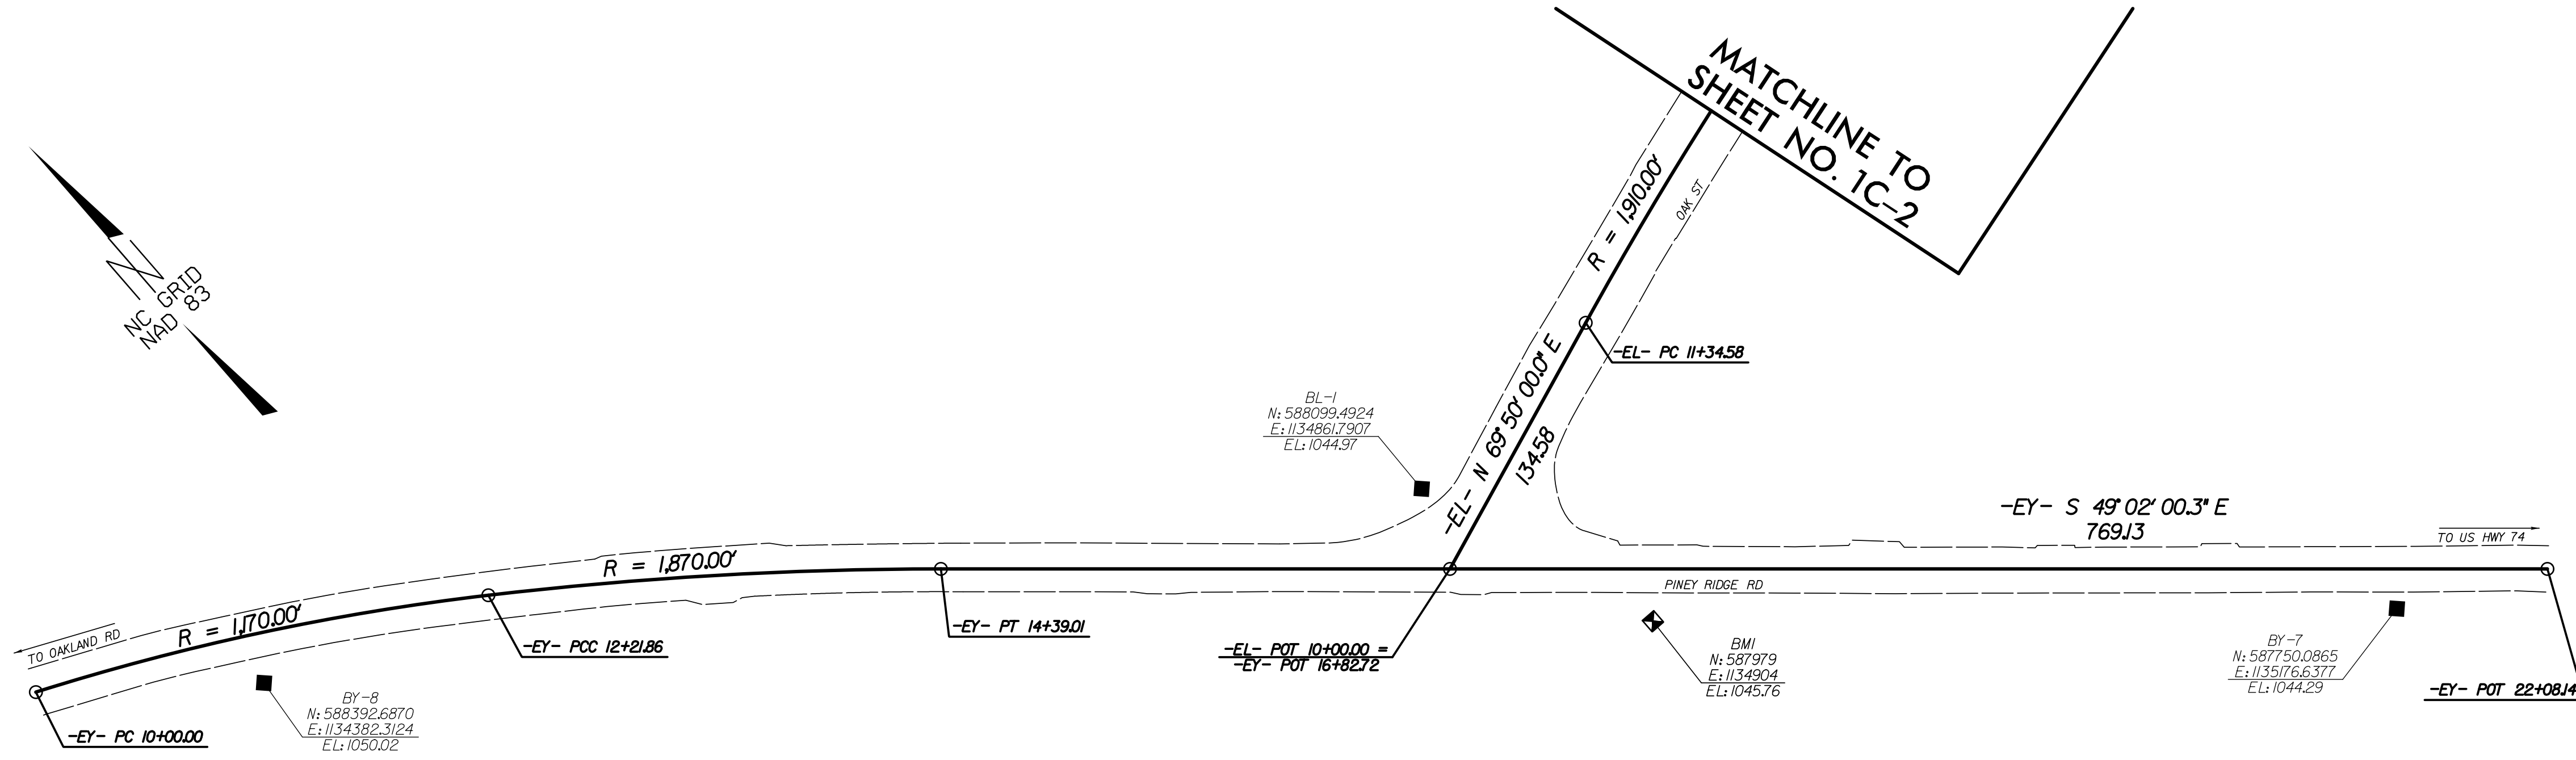 MATCHLINE TO
SHEET NO. 1C-2
NC GRID
NAD 83
R = 1,910.00'
OAK ST
-EL- PC 11+34.58
-EL- N 69° 50' 00.0" E
134.58
BL-1
N: 588099.4924
E: 1134861.7907
EL: 1044.97
-EY- S 49° 02' 00.3" E
769.13
TO US HWY 74
R = 1,870.00'
R = 1,170.00'
TO OAKLAND RD
PINEY RIDGE RD
-EY- PC 10+00.00
BY-8
N: 588392.6870
E: 1134382.3124
EL: 1050.02
-EY- PCC 12+21.86
-EY- PT 14+39.01
-EL- POT 10+00.00 =
-EY- POT 16+82.72
BM1
N: 587979
E: 1134904
EL: 1045.76
BY-7
N: 587750.0865
E: 1135176.6377
EL: 1044.29
-EY- POT 22+08.14